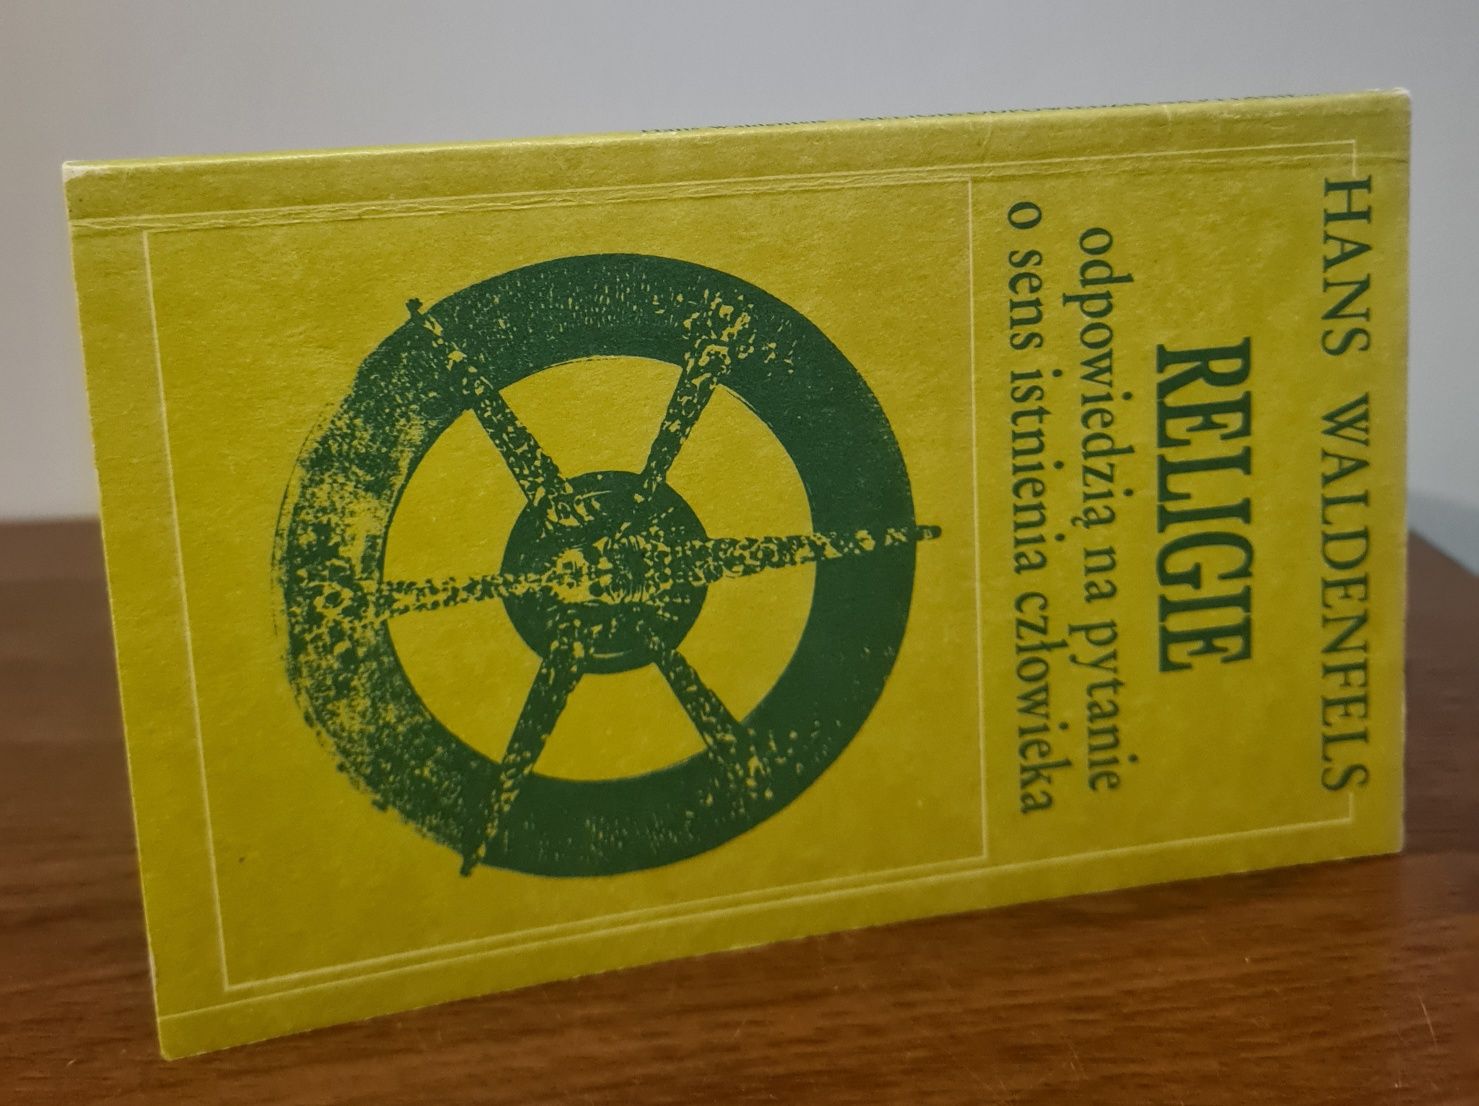 HANS WALDENFELS
RELIGIE
odpowiedzią na pytanie
o sens istnienia człowieka